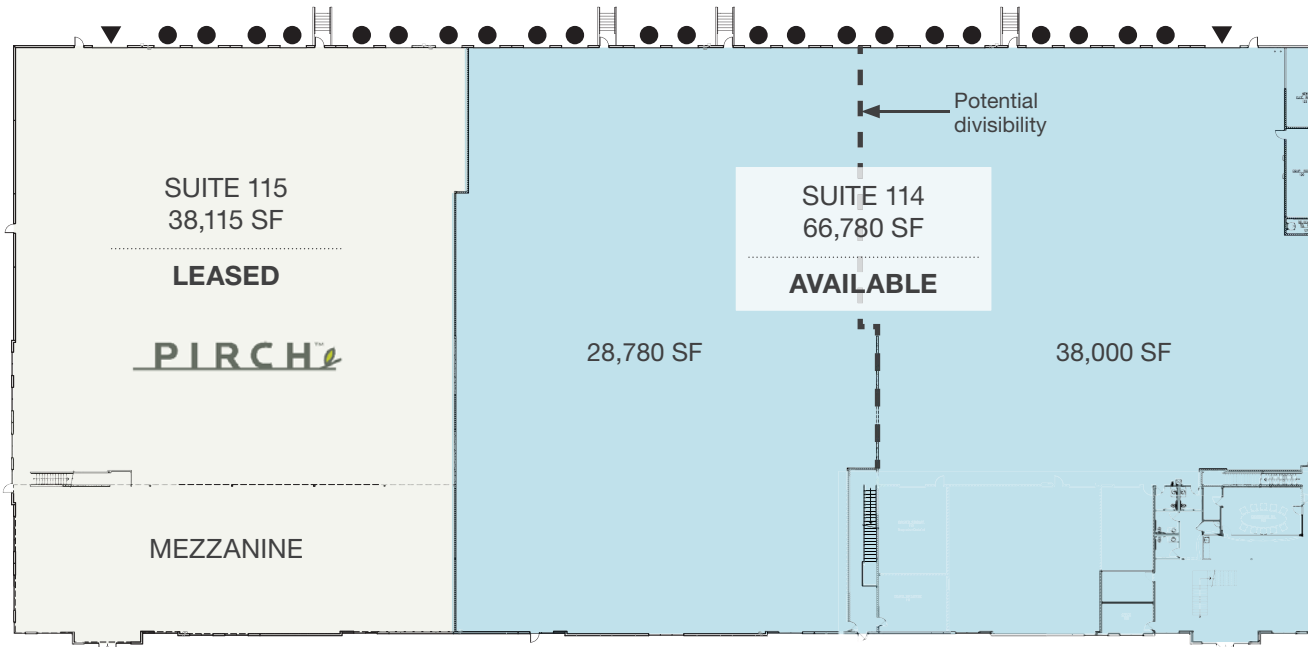 Potential
divisibility
SUITE 115
38,115 SF
LEASED
PIRCH™
MEZZANINE
SUITE 114
66,780 SF
AVAILABLE
28,780 SF
38,000 SF